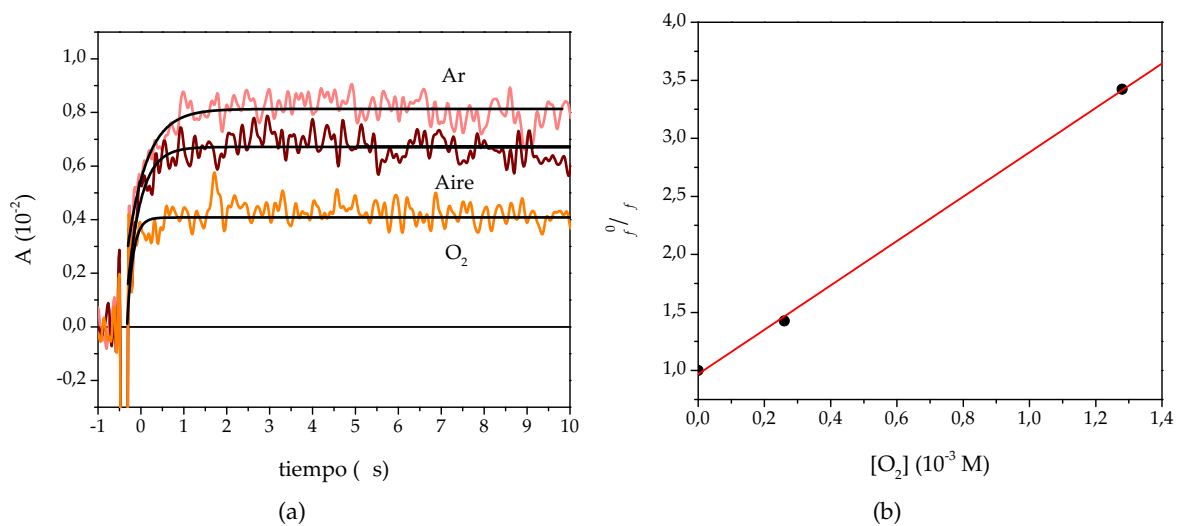 1,0
0,8
0,6
0,4
0,2
0,0
-0,2
A (10⁻²)
Ar
Aire
O₂
-1 0 1 2 3 4 5 6 7 8 9 10
tiempo ( s)
(a)
4,0
3,5
3,0
2,5
2,0
1,5
1,0
f⁰/ f
0,0 0,2 0,4 0,6 0,8 1,0 1,2 1,4
[O₂] (10⁻³ M)
(b)